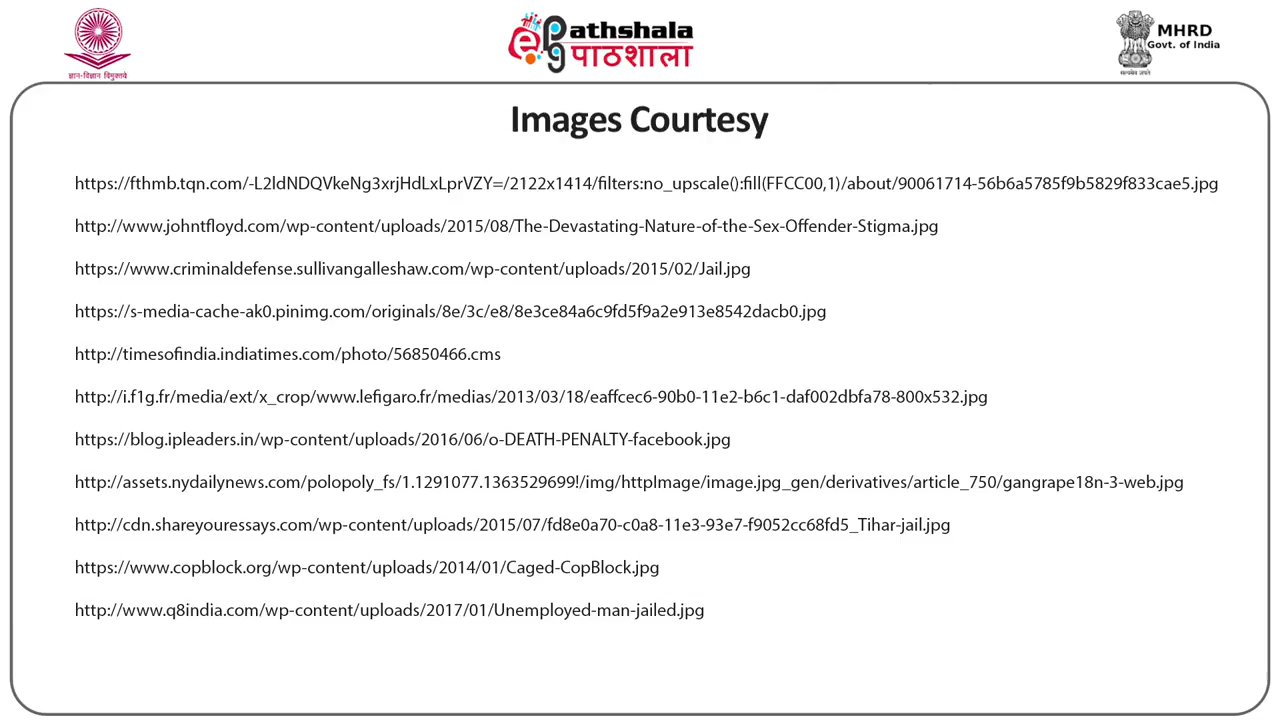 ज्ञान-विज्ञान विमुक्तये
ePG Pathshala
पाठशाला
MHRD
Govt. of India
सत्यमेव जयते
Images Courtesy
https://fthmb.tqn.com/-L2ldNDQVkeNg3xrjHdLxLprVZY=/2122x1414/filters:no_upscale():fill(FFCC00,1)/about/90061714-56b6a5785f9b5829f833cae5.jpg
http://www.johntfloyd.com/wp-content/uploads/2015/08/The-Devastating-Nature-of-the-Sex-Offender-Stigma.jpg
https://www.criminaldefense.sullivangalleshaw.com/wp-content/uploads/2015/02/Jail.jpg
https://s-media-cache-ak0.pinimg.com/originals/8e/3c/e8/8e3ce84a6c9fd5f9a2e913e8542dacb0.jpg
http://timesofindia.indiatimes.com/photo/56850466.cms
http://i.f1g.fr/media/ext/x_crop/www.lefigaro.fr/medias/2013/03/18/eaffcec6-90b0-11e2-b6c1-daf002dbfa78-800x532.jpg
https://blog.ipleaders.in/wp-content/uploads/2016/06/o-DEATH-PENALTY-facebook.jpg
http://assets.nydailynews.com/polopoly_fs/1.1291077.1363529699!/img/httpImage/image.jpg_gen/derivatives/article_750/gangrape18n-3-web.jpg
http://cdn.shareyouressays.com/wp-content/uploads/2015/07/fd8e0a70-c0a8-11e3-93e7-f9052cc68fd5_Tihar-jail.jpg
https://www.copblock.org/wp-content/uploads/2014/01/Caged-CopBlock.jpg
http://www.q8india.com/wp-content/uploads/2017/01/Unemployed-man-jailed.jpg